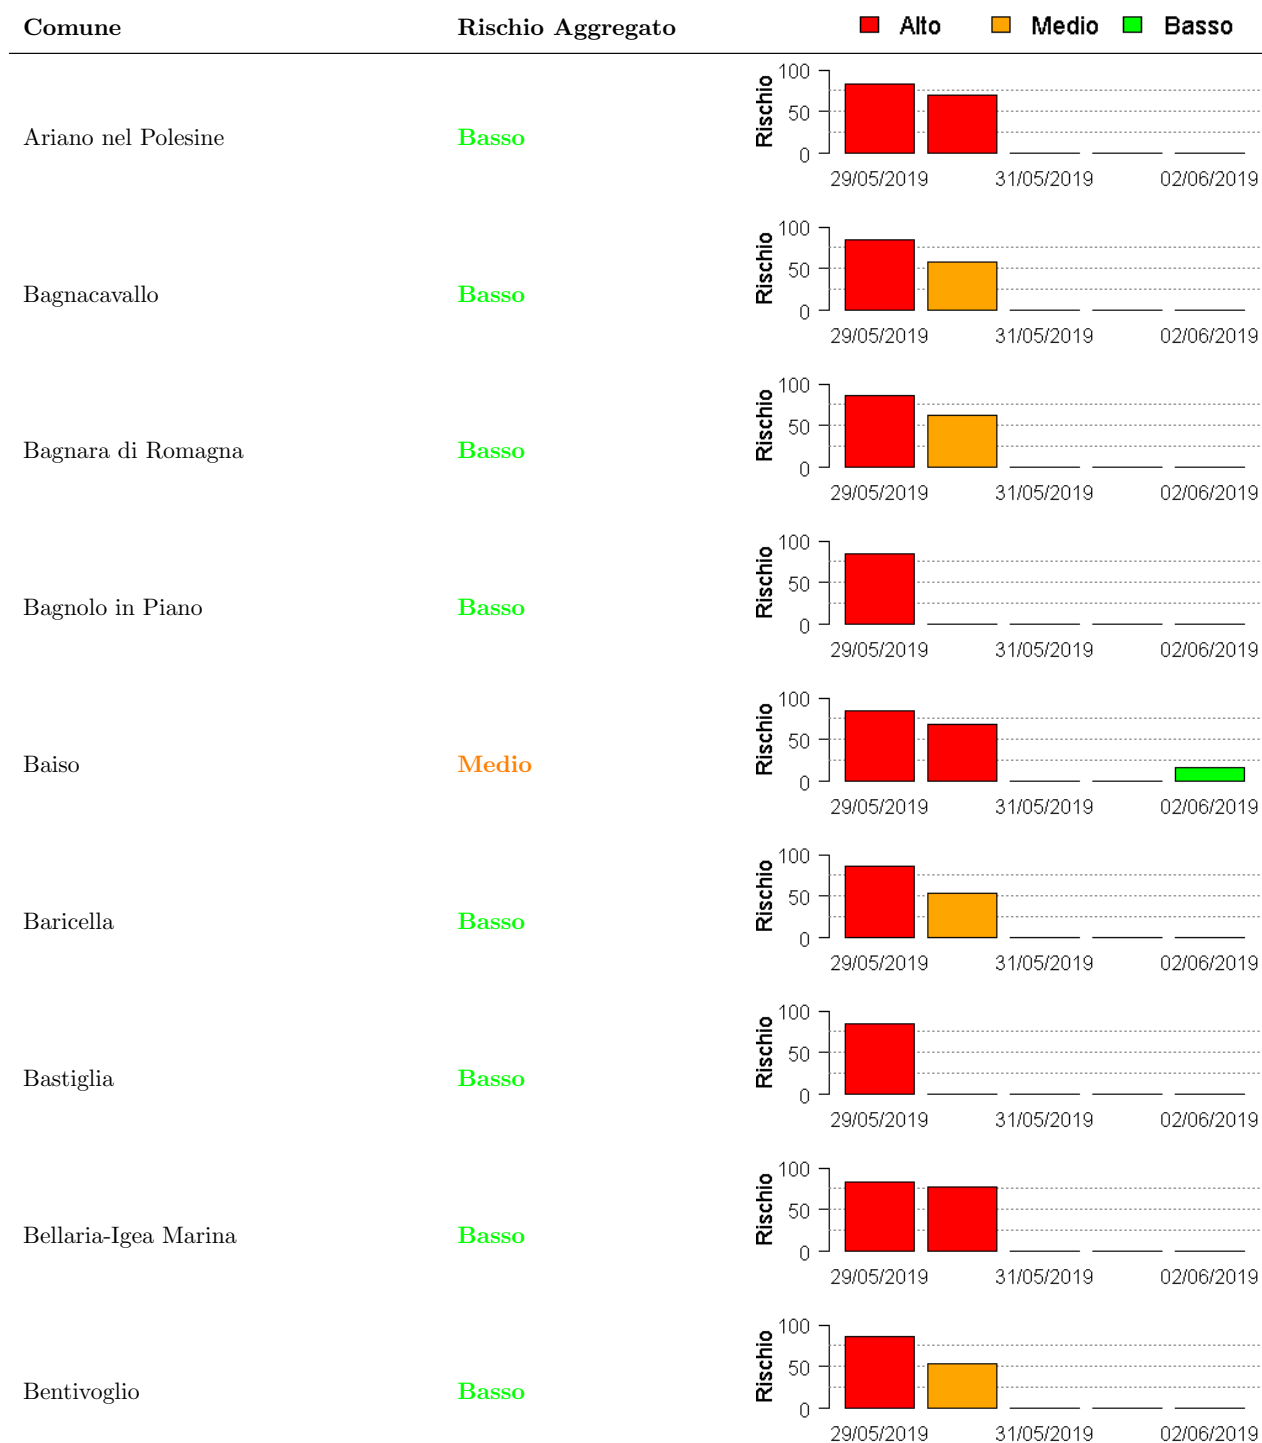 Comune Rischio Aggregato Alto Medio Basso
100
50
0
Rischio
Ariano nel Polesine Basso
29/05/2019 31/05/2019 02/06/2019
100
50
0
Rischio
Bagnacavallo Basso
29/05/2019 31/05/2019 02/06/2019
100
50
0
Rischio
Bagnara di Romagna Basso
29/05/2019 31/05/2019 02/06/2019
100
50
0
Rischio
Bagnolo in Piano Basso
29/05/2019 31/05/2019 02/06/2019
100
50
0
Rischio
Baiso Medio
29/05/2019 31/05/2019 02/06/2019
100
50
0
Rischio
Baricella Basso
29/05/2019 31/05/2019 02/06/2019
100
50
0
Rischio
Bastiglia Basso
29/05/2019 31/05/2019 02/06/2019
100
50
0
Rischio
Bellaria-Igea Marina Basso
29/05/2019 31/05/2019 02/06/2019
100
50
0
Rischio
Bentivoglio Basso
29/05/2019 31/05/2019 02/06/2019